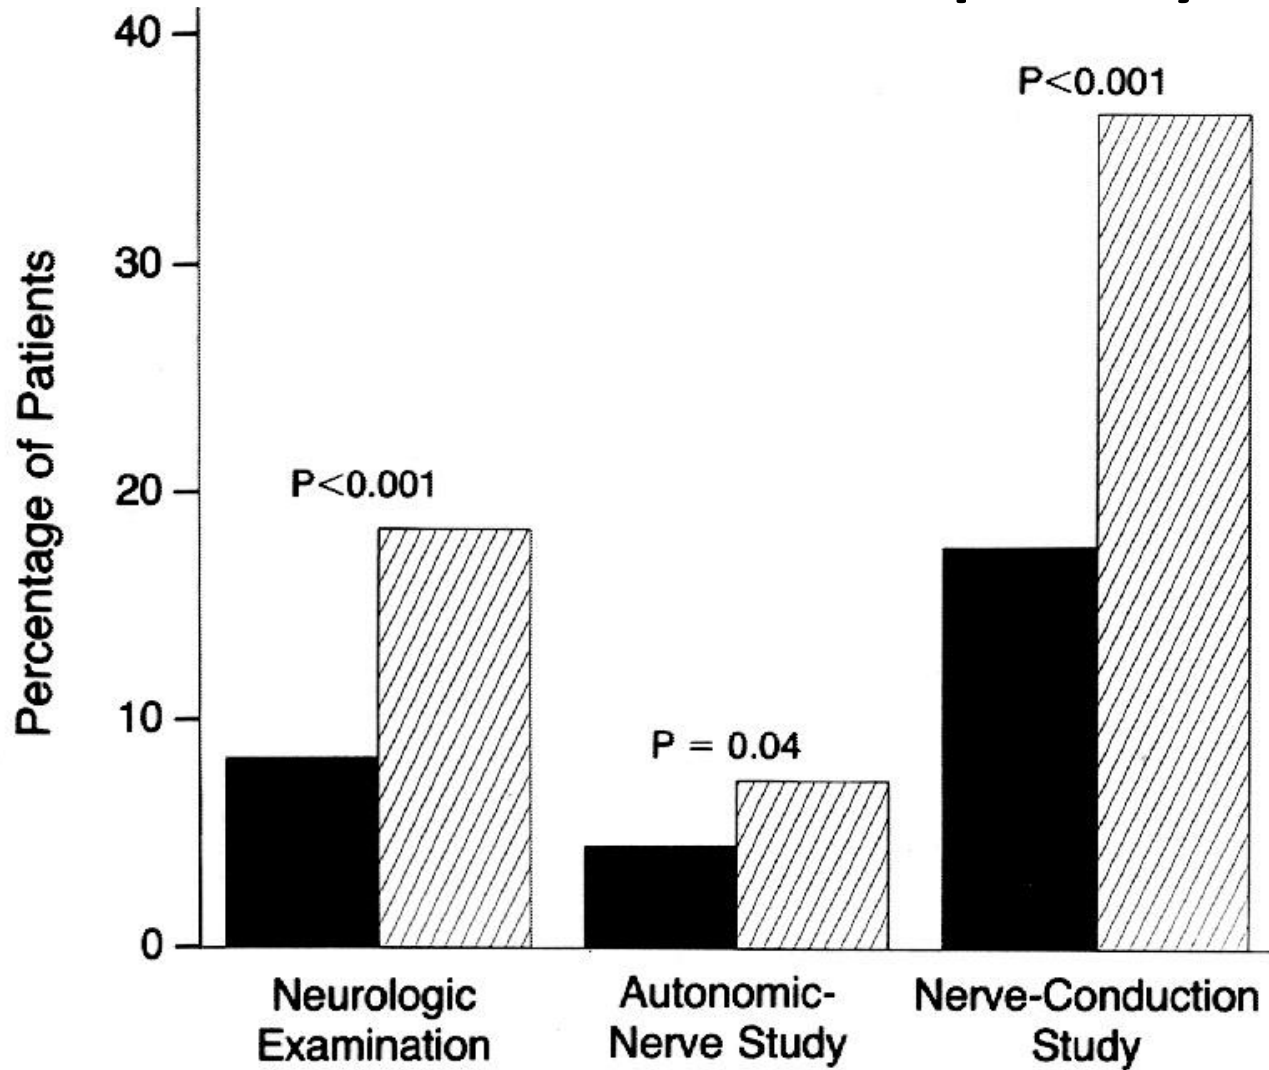 40
P<0.001
30
Percentage of Patients
20
P<0.001
10
P = 0.04
0
Neurologic
Examination
Autonomic-
Nerve Study
Nerve-Conduction
Study